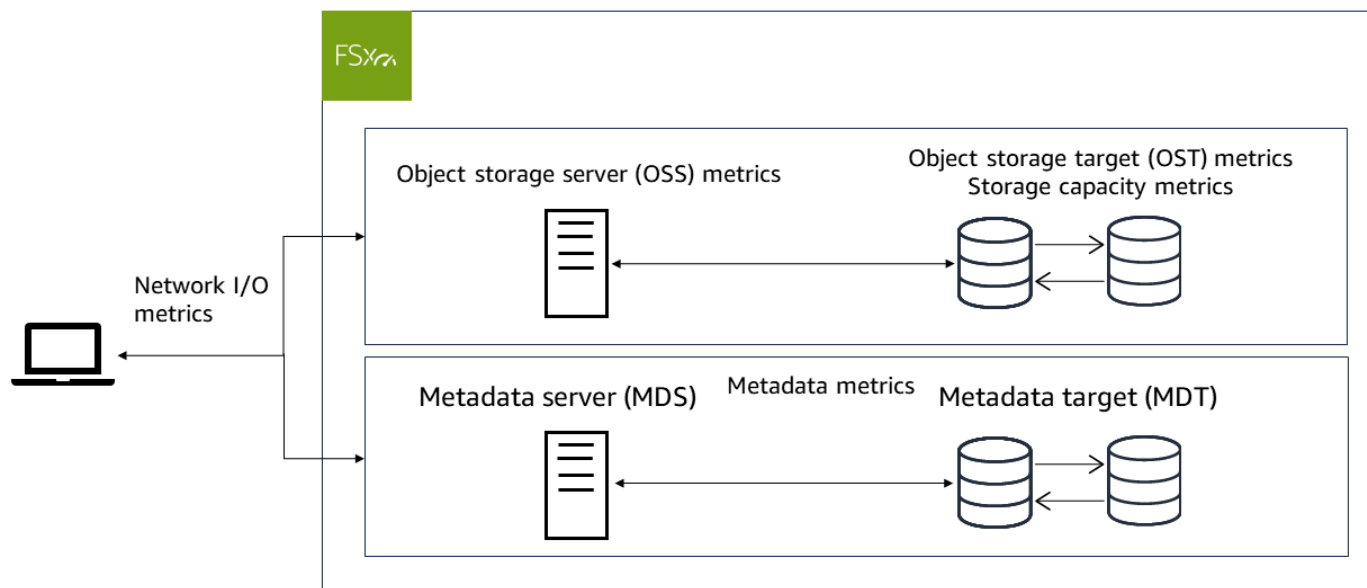 FSx
Object storage server (OSS) metrics
Object storage target (OST) metrics
Storage capacity metrics
Network I/O
metrics
Metadata server (MDS)
Metadata metrics
Metadata target (MDT)